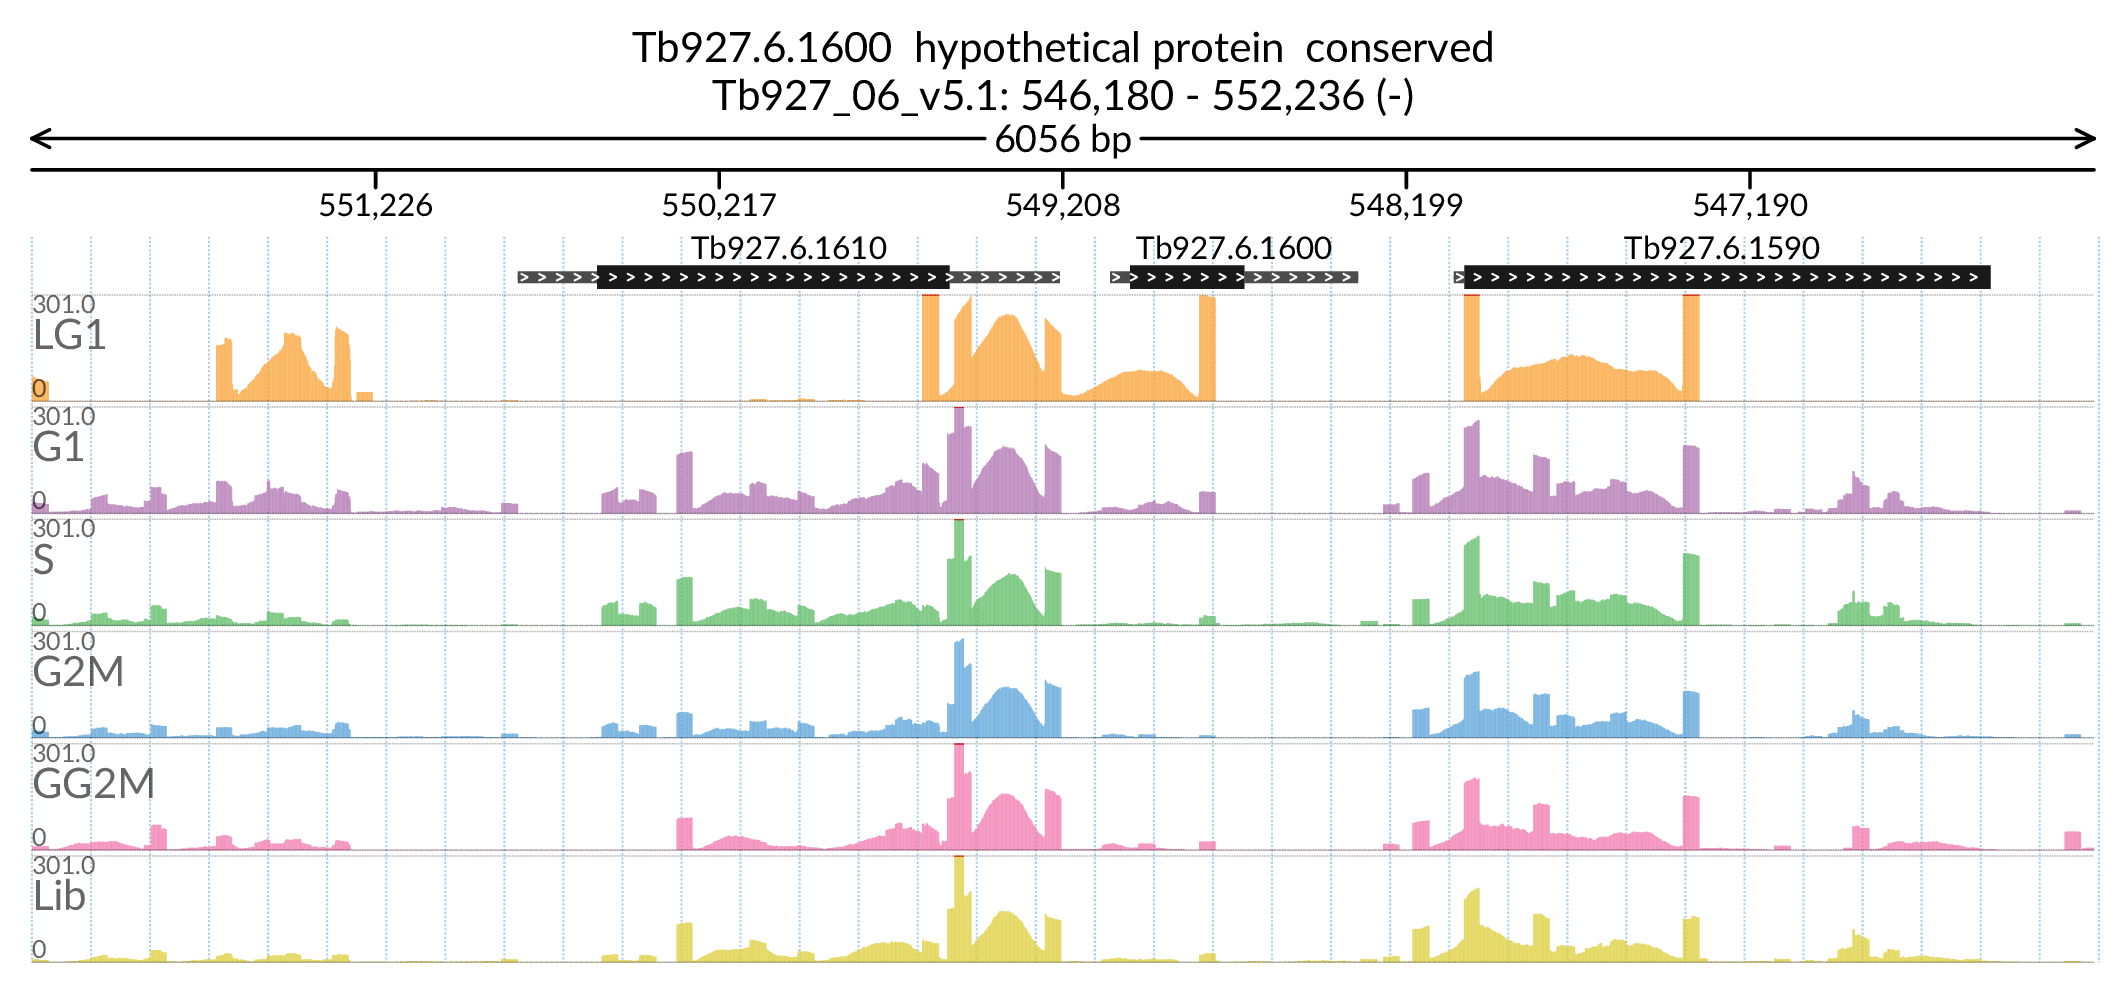 Tb927.6.1600 hypothetical protein conserved
Tb927_06_v5.1: 546,180 - 552,236 (-)
6056 bp
551,226 550,217 549,208 548,199 547,190
Tb927.6.1610 Tb927.6.1600 Tb927.6.1590
301.0
LG1
0
301.0
G1
0
301.0
S
0
301.0
G2M
0
301.0
GG2M
0
301.0
Lib
0